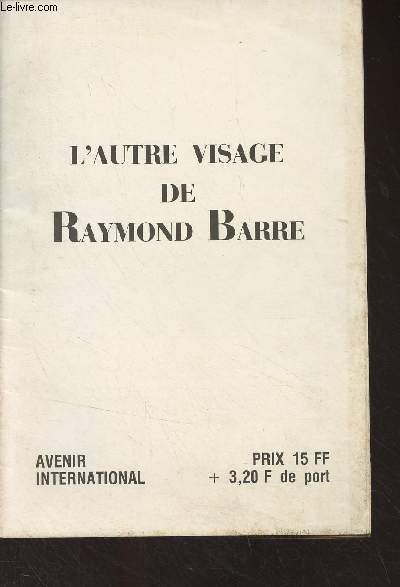 Le-livre.com
L'AUTRE VISAGE
DE
RAYMOND BARRE
AVENIR
INTERNATIONAL
PRIX 15 FF
+ 3,20 F de port